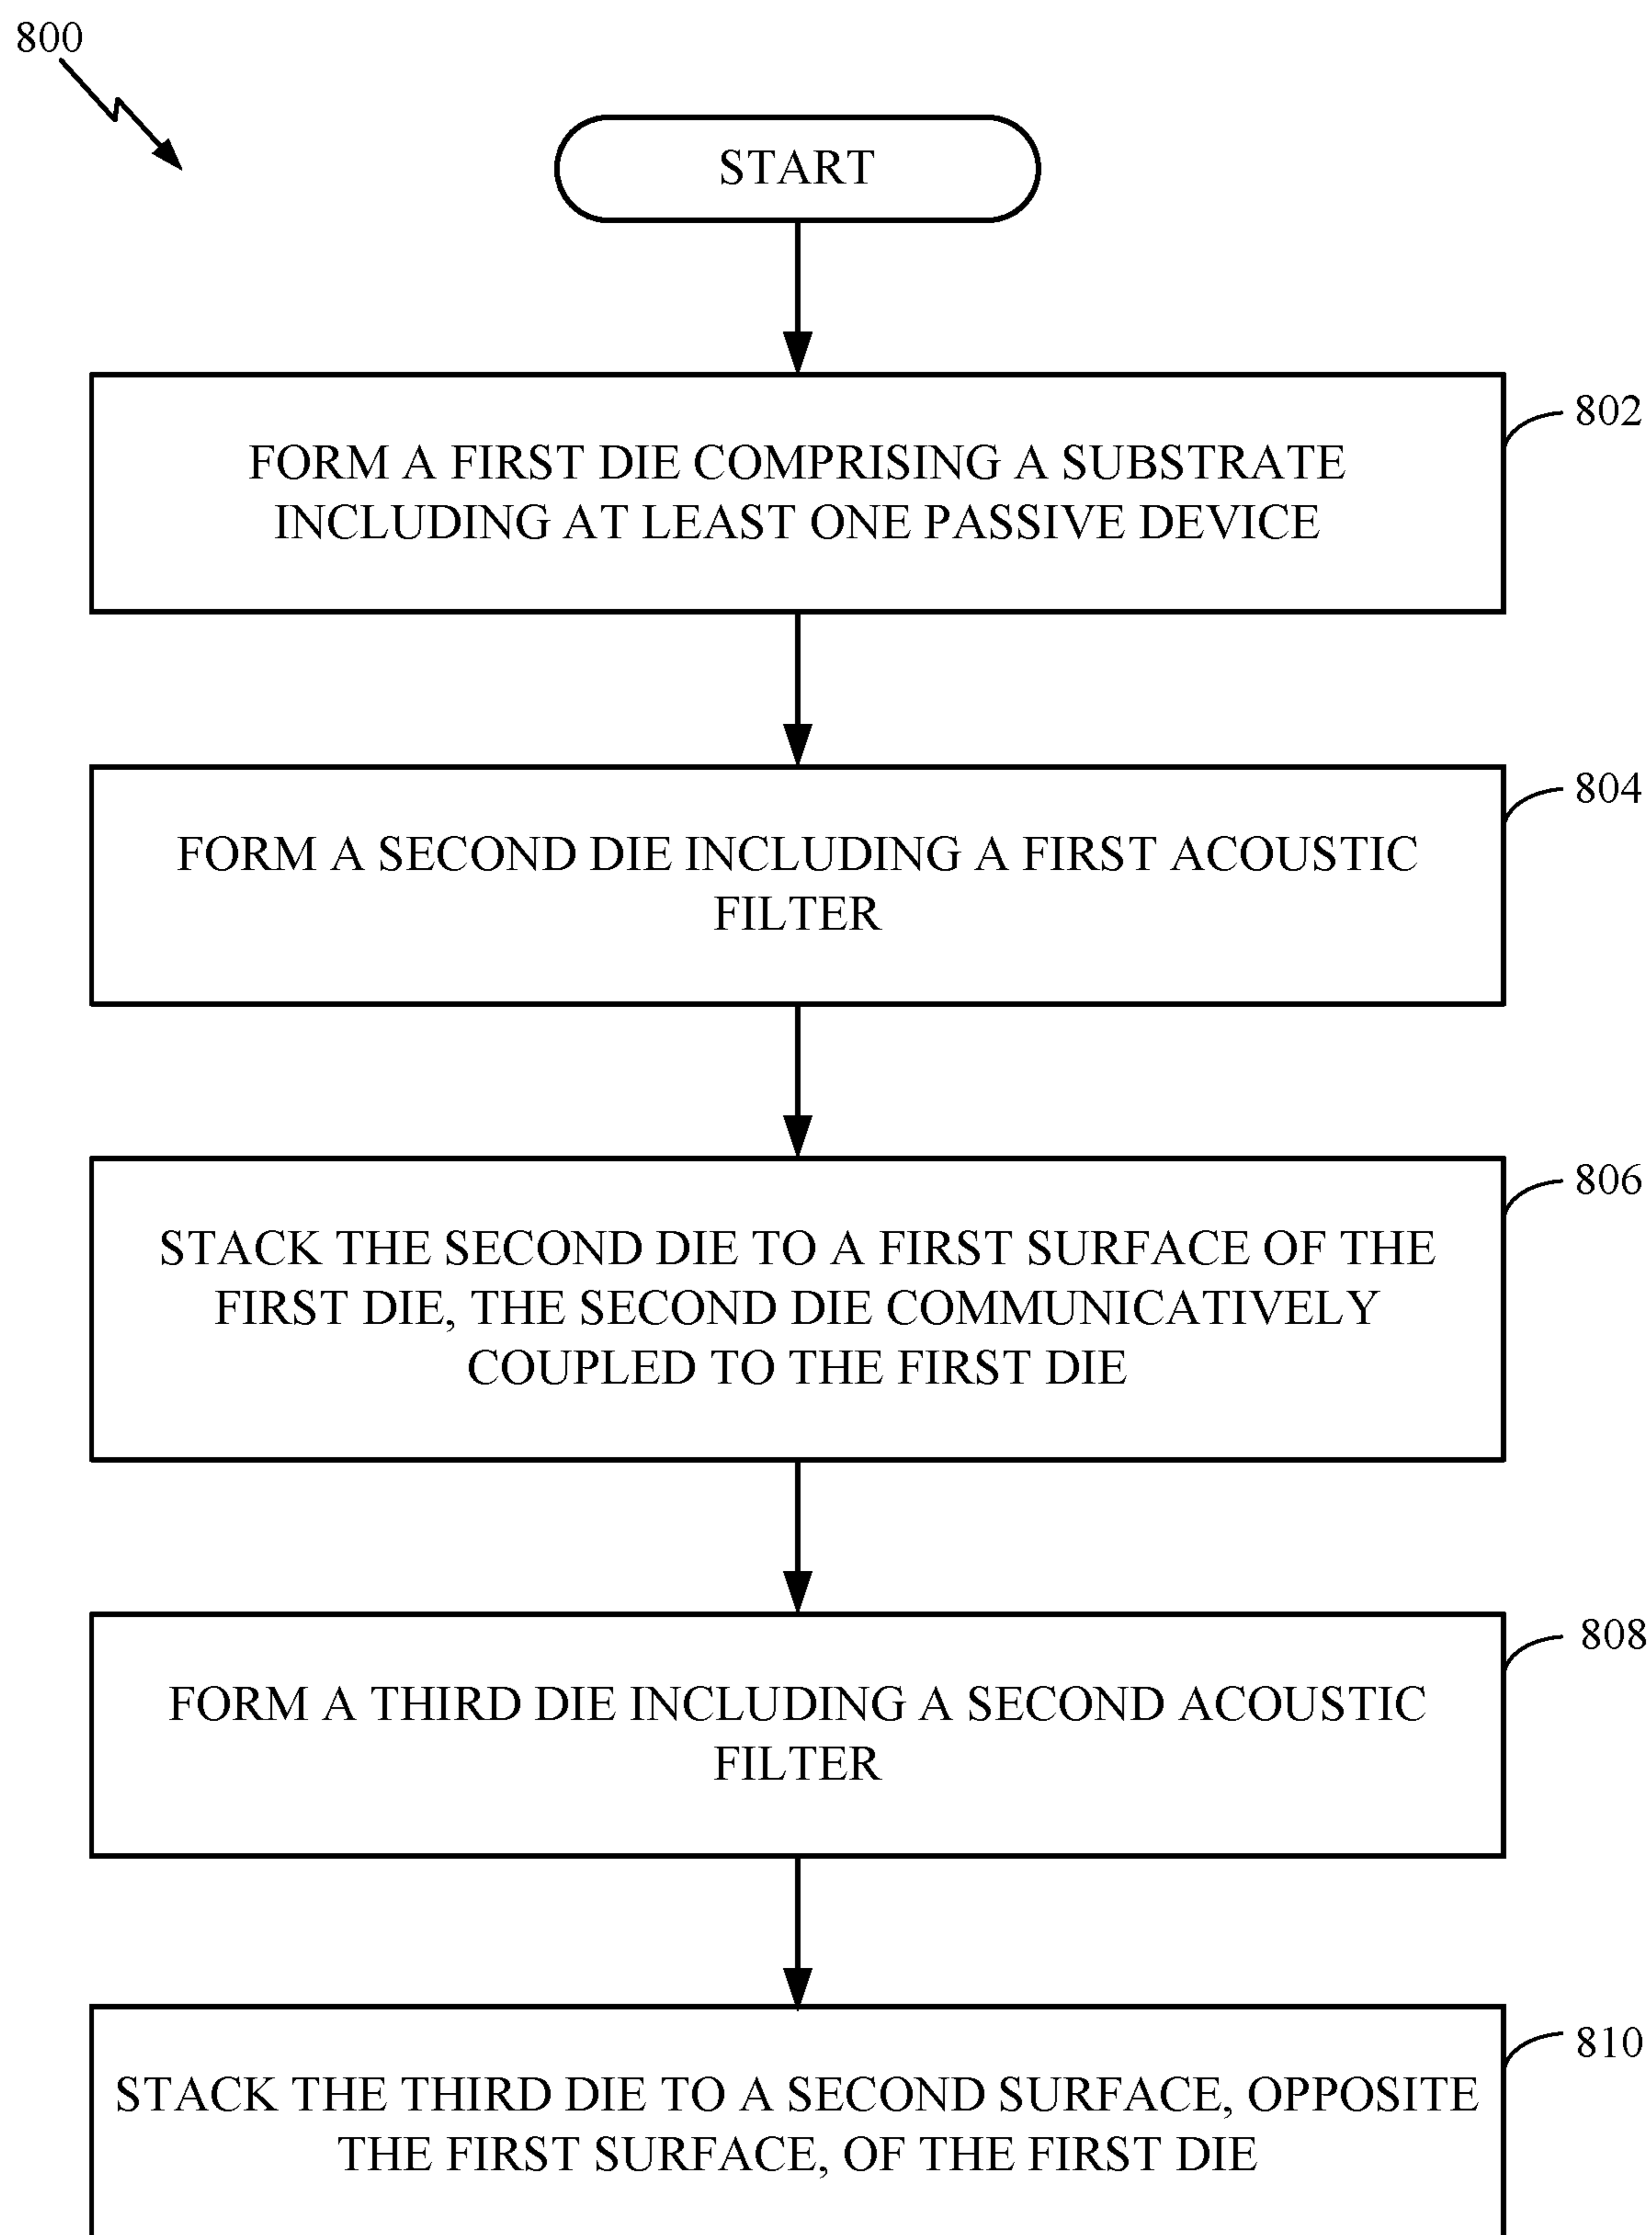 800
START
802
FORM A FIRST DIE COMPRISING A SUBSTRATE
INCLUDING AT LEAST ONE PASSIVE DEVICE
804
FORM A SECOND DIE INCLUDING A FIRST ACOUSTIC
FILTER
806
STACK THE SECOND DIE TO A FIRST SURFACE OF THE
FIRST DIE, THE SECOND DIE COMMUNICATIVELY
COUPLED TO THE FIRST DIE
808
FORM A THIRD DIE INCLUDING A SECOND ACOUSTIC
FILTER
810
STACK THE THIRD DIE TO A SECOND SURFACE, OPPOSITE
THE FIRST SURFACE, OF THE FIRST DIE